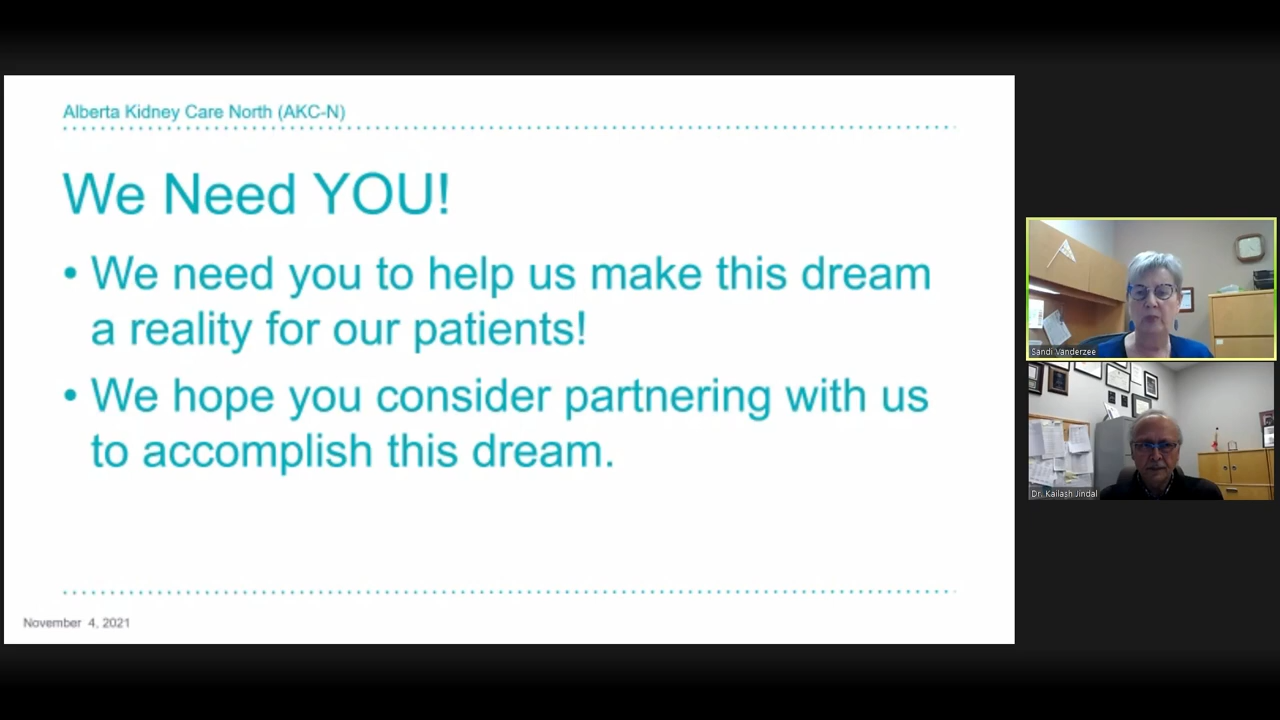 Alberta Kidney Care North (AKC-N)
We Need YOU!
• We need you to help us make this dream
a reality for our patients!
• We hope you consider partnering with us
to accomplish this dream.
November 4, 2021
Sandi Vanderzee
Dr. Kailash Jindal